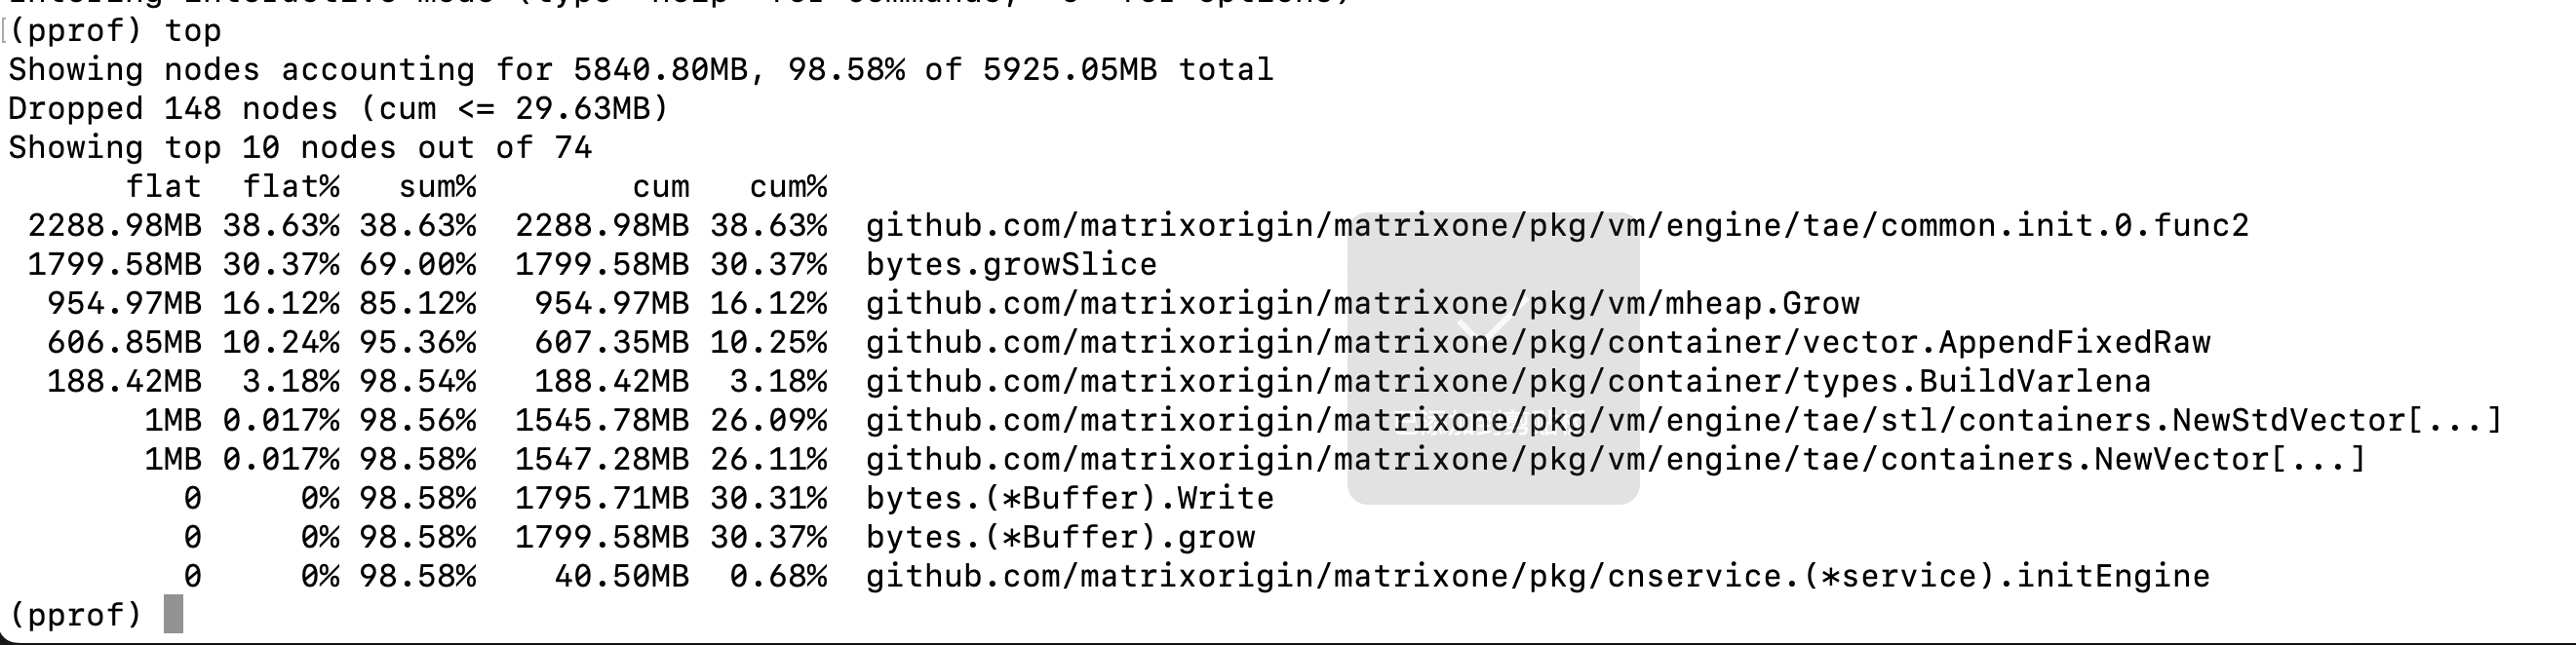 (pprof) top
Showing nodes accounting for 5840.80MB, 98.58% of 5925.05MB total
Dropped 148 nodes (cum <= 29.63MB)
Showing top 10 nodes out of 74
flat flat% sum% cum cum%
2288.98MB 38.63% 38.63% 2288.98MB 38.63% github.com/matrixorigin/matrixone/pkg/vm/engine/tae/common.init.0.func2
1799.58MB 30.37% 69.00% 1799.58MB 30.37% bytes.growSlice
954.97MB 16.12% 85.12% 954.97MB 16.12% github.com/matrixorigin/matrixone/pkg/vm/mheap.Grow
606.85MB 10.24% 95.36% 607.35MB 10.25% github.com/matrixorigin/matrixone/pkg/container/vector.AppendFixedRaw
188.42MB 3.18% 98.54% 188.42MB 3.18% github.com/matrixorigin/matrixone/pkg/container/types.BuildVarlena
1MB 0.017% 98.56% 1545.78MB 26.09% github.com/matrixorigin/matrixone/pkg/vm/engine/tae/stl/containers.NewStdVector[...]
1MB 0.017% 98.58% 1547.28MB 26.11% github.com/matrixorigin/matrixone/pkg/vm/engine/tae/containers.NewVector[...]
0 0% 98.58% 1795.71MB 30.31% bytes.(*Buffer).Write
0 0% 98.58% 1799.58MB 30.37% bytes.(*Buffer).grow
0 0% 98.58% 40.50MB 0.68% github.com/matrixorigin/matrixone/pkg/cnservice.(*service).initEngine
(pprof)